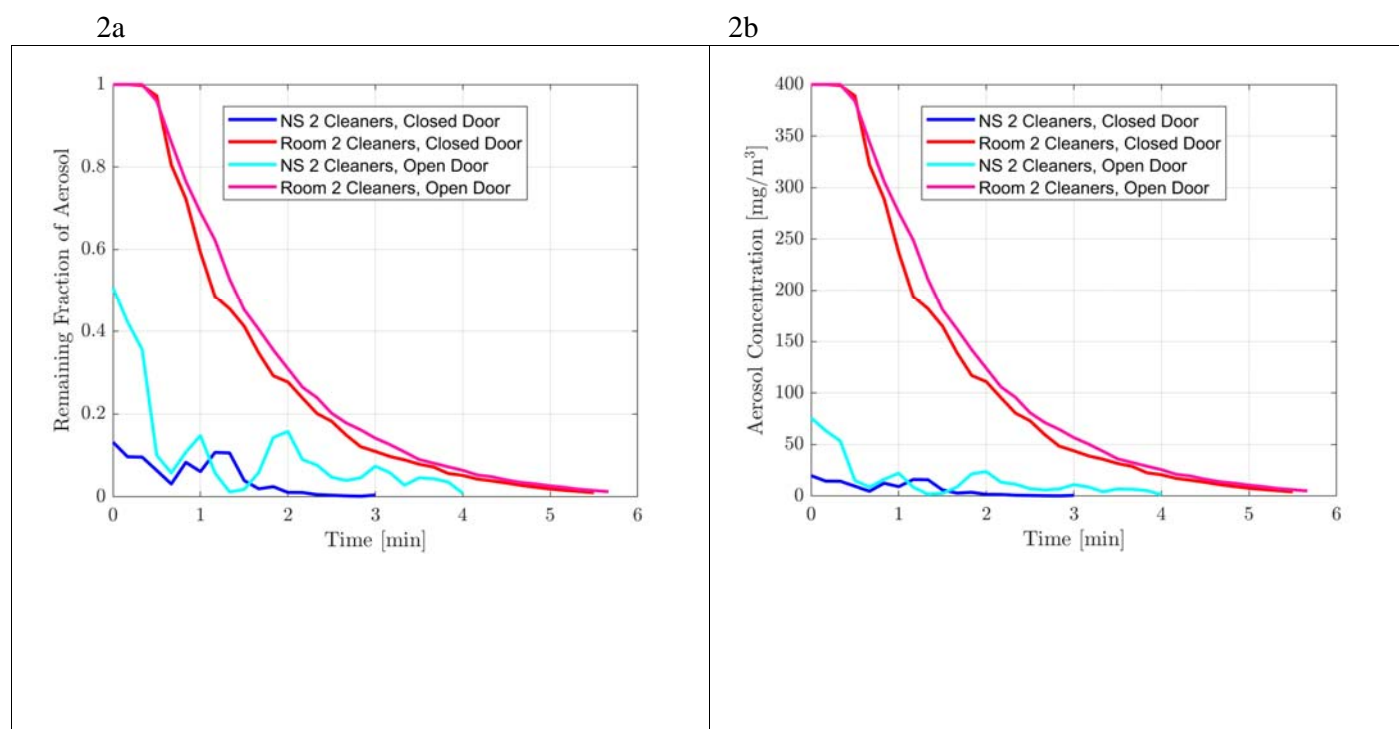 2a
2b
1
0.8
0.6
0.4
0.2
0
Remaining Fraction of Aerosol
0 1 2 3 4 5 6
Time [min]
NS 2 Cleaners, Closed Door
Room 2 Cleaners, Closed Door
NS 2 Cleaners, Open Door
Room 2 Cleaners, Open Door
400
350
300
250
200
150
100
50
0
Aerosol Concentration [mg/m³]
0 1 2 3 4 5 6
Time [min]
NS 2 Cleaners, Closed Door
Room 2 Cleaners, Closed Door
NS 2 Cleaners, Open Door
Room 2 Cleaners, Open Door